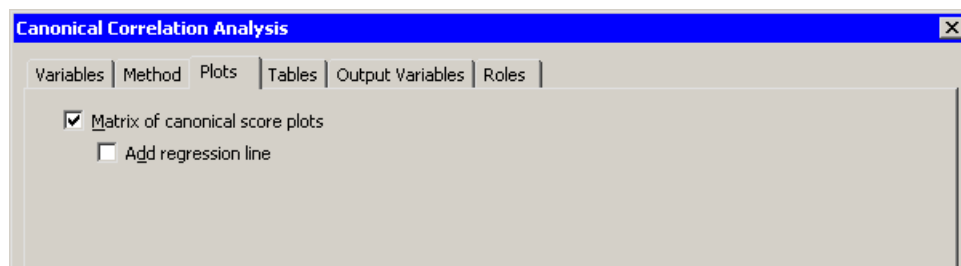 Canonical Correlation Analysis
Variables Method Plots Tables Output Variables Roles
Matrix of canonical score plots
Add regression line